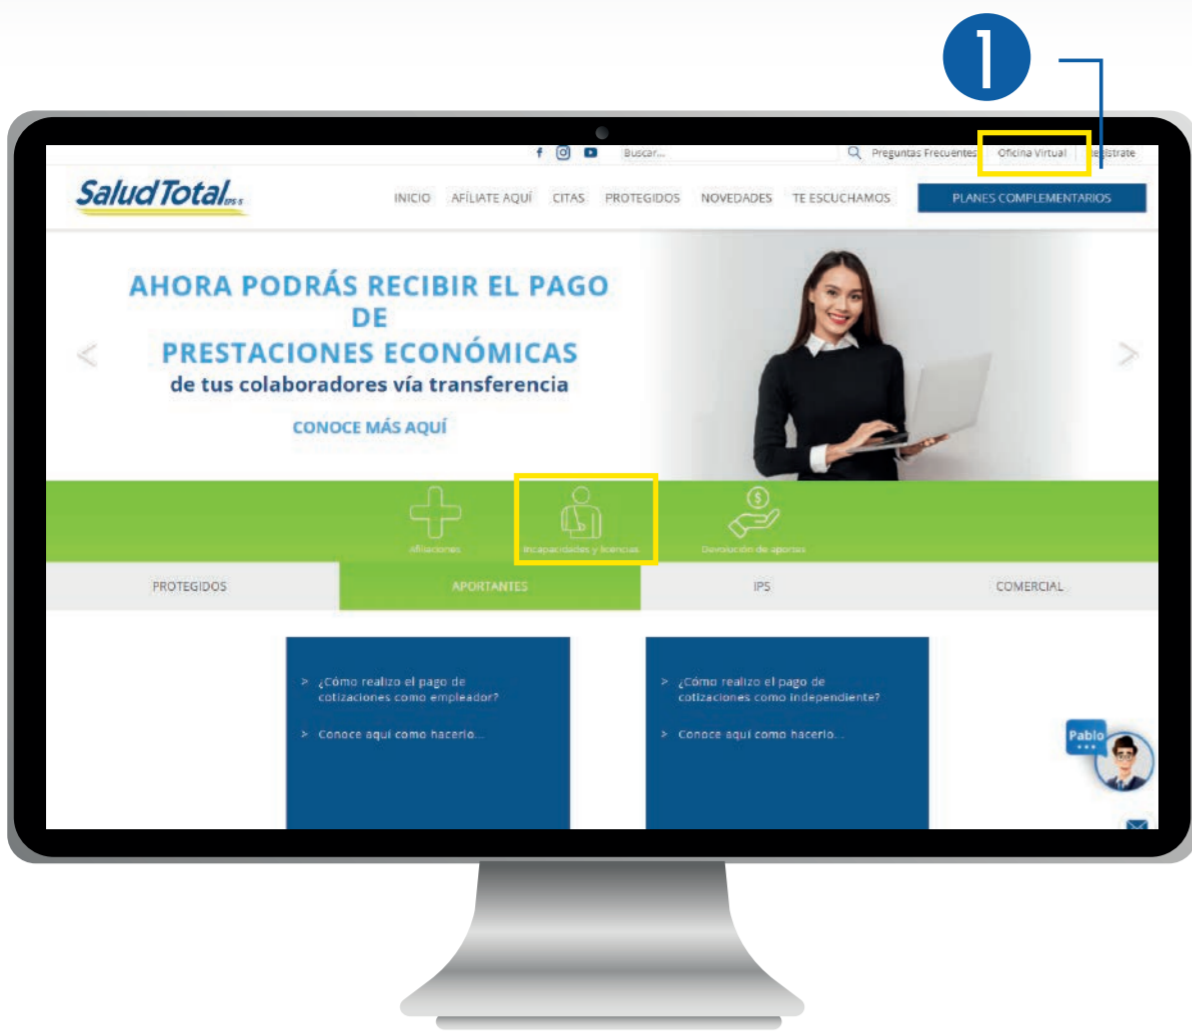 1
Buscar... Preguntas Frecuentes Oficina Virtual Regístrate
SaludTotal EPS-S
INICIO AFÍLIATE AQUÍ CITAS PROTEGIDOS NOVEDADES TE ESCUCHAMOS PLANES COMPLEMENTARIOS
AHORA PODRÁS RECIBIR EL PAGO
DE
PRESTACIONES ECONÓMICAS
de tus colaboradores vía transferencia
CONOCE MÁS AQUÍ
afiliaciones Incapacidades y licencias Devolución de aportes
PROTEGIDOS APORTANTES IPS COMERCIAL
> ¿Cómo realizo el pago de
cotizaciones como empleador?
> Conoce aquí como hacerlo...
> ¿Cómo realizo el pago de
cotizaciones como independiente?
> Conoce aquí como hacerlo...
Pablo